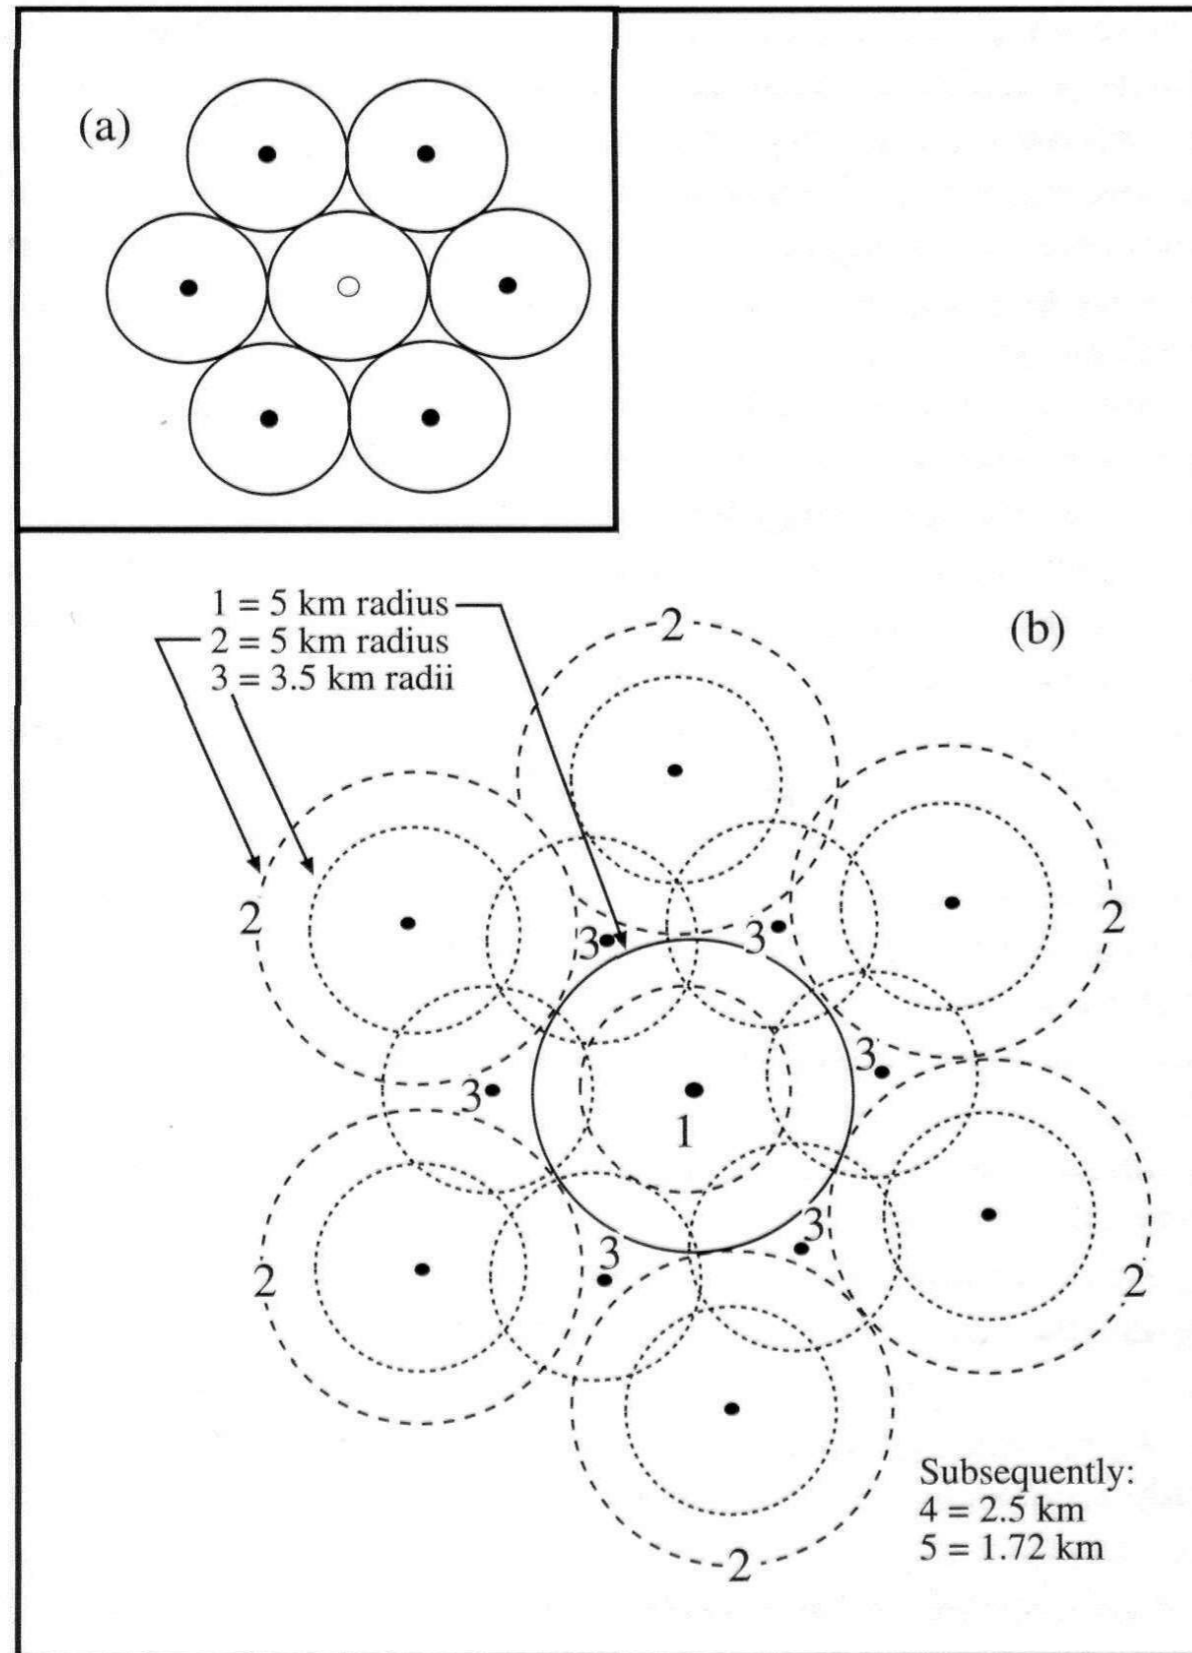 (a)
1 = 5 km radius
2 = 5 km radius
3 = 3.5 km radii
(b)
2
2
2
3
3
3
3
1
3
3
2
2
2
Subsequently:
4 = 2.5 km
5 = 1.72 km